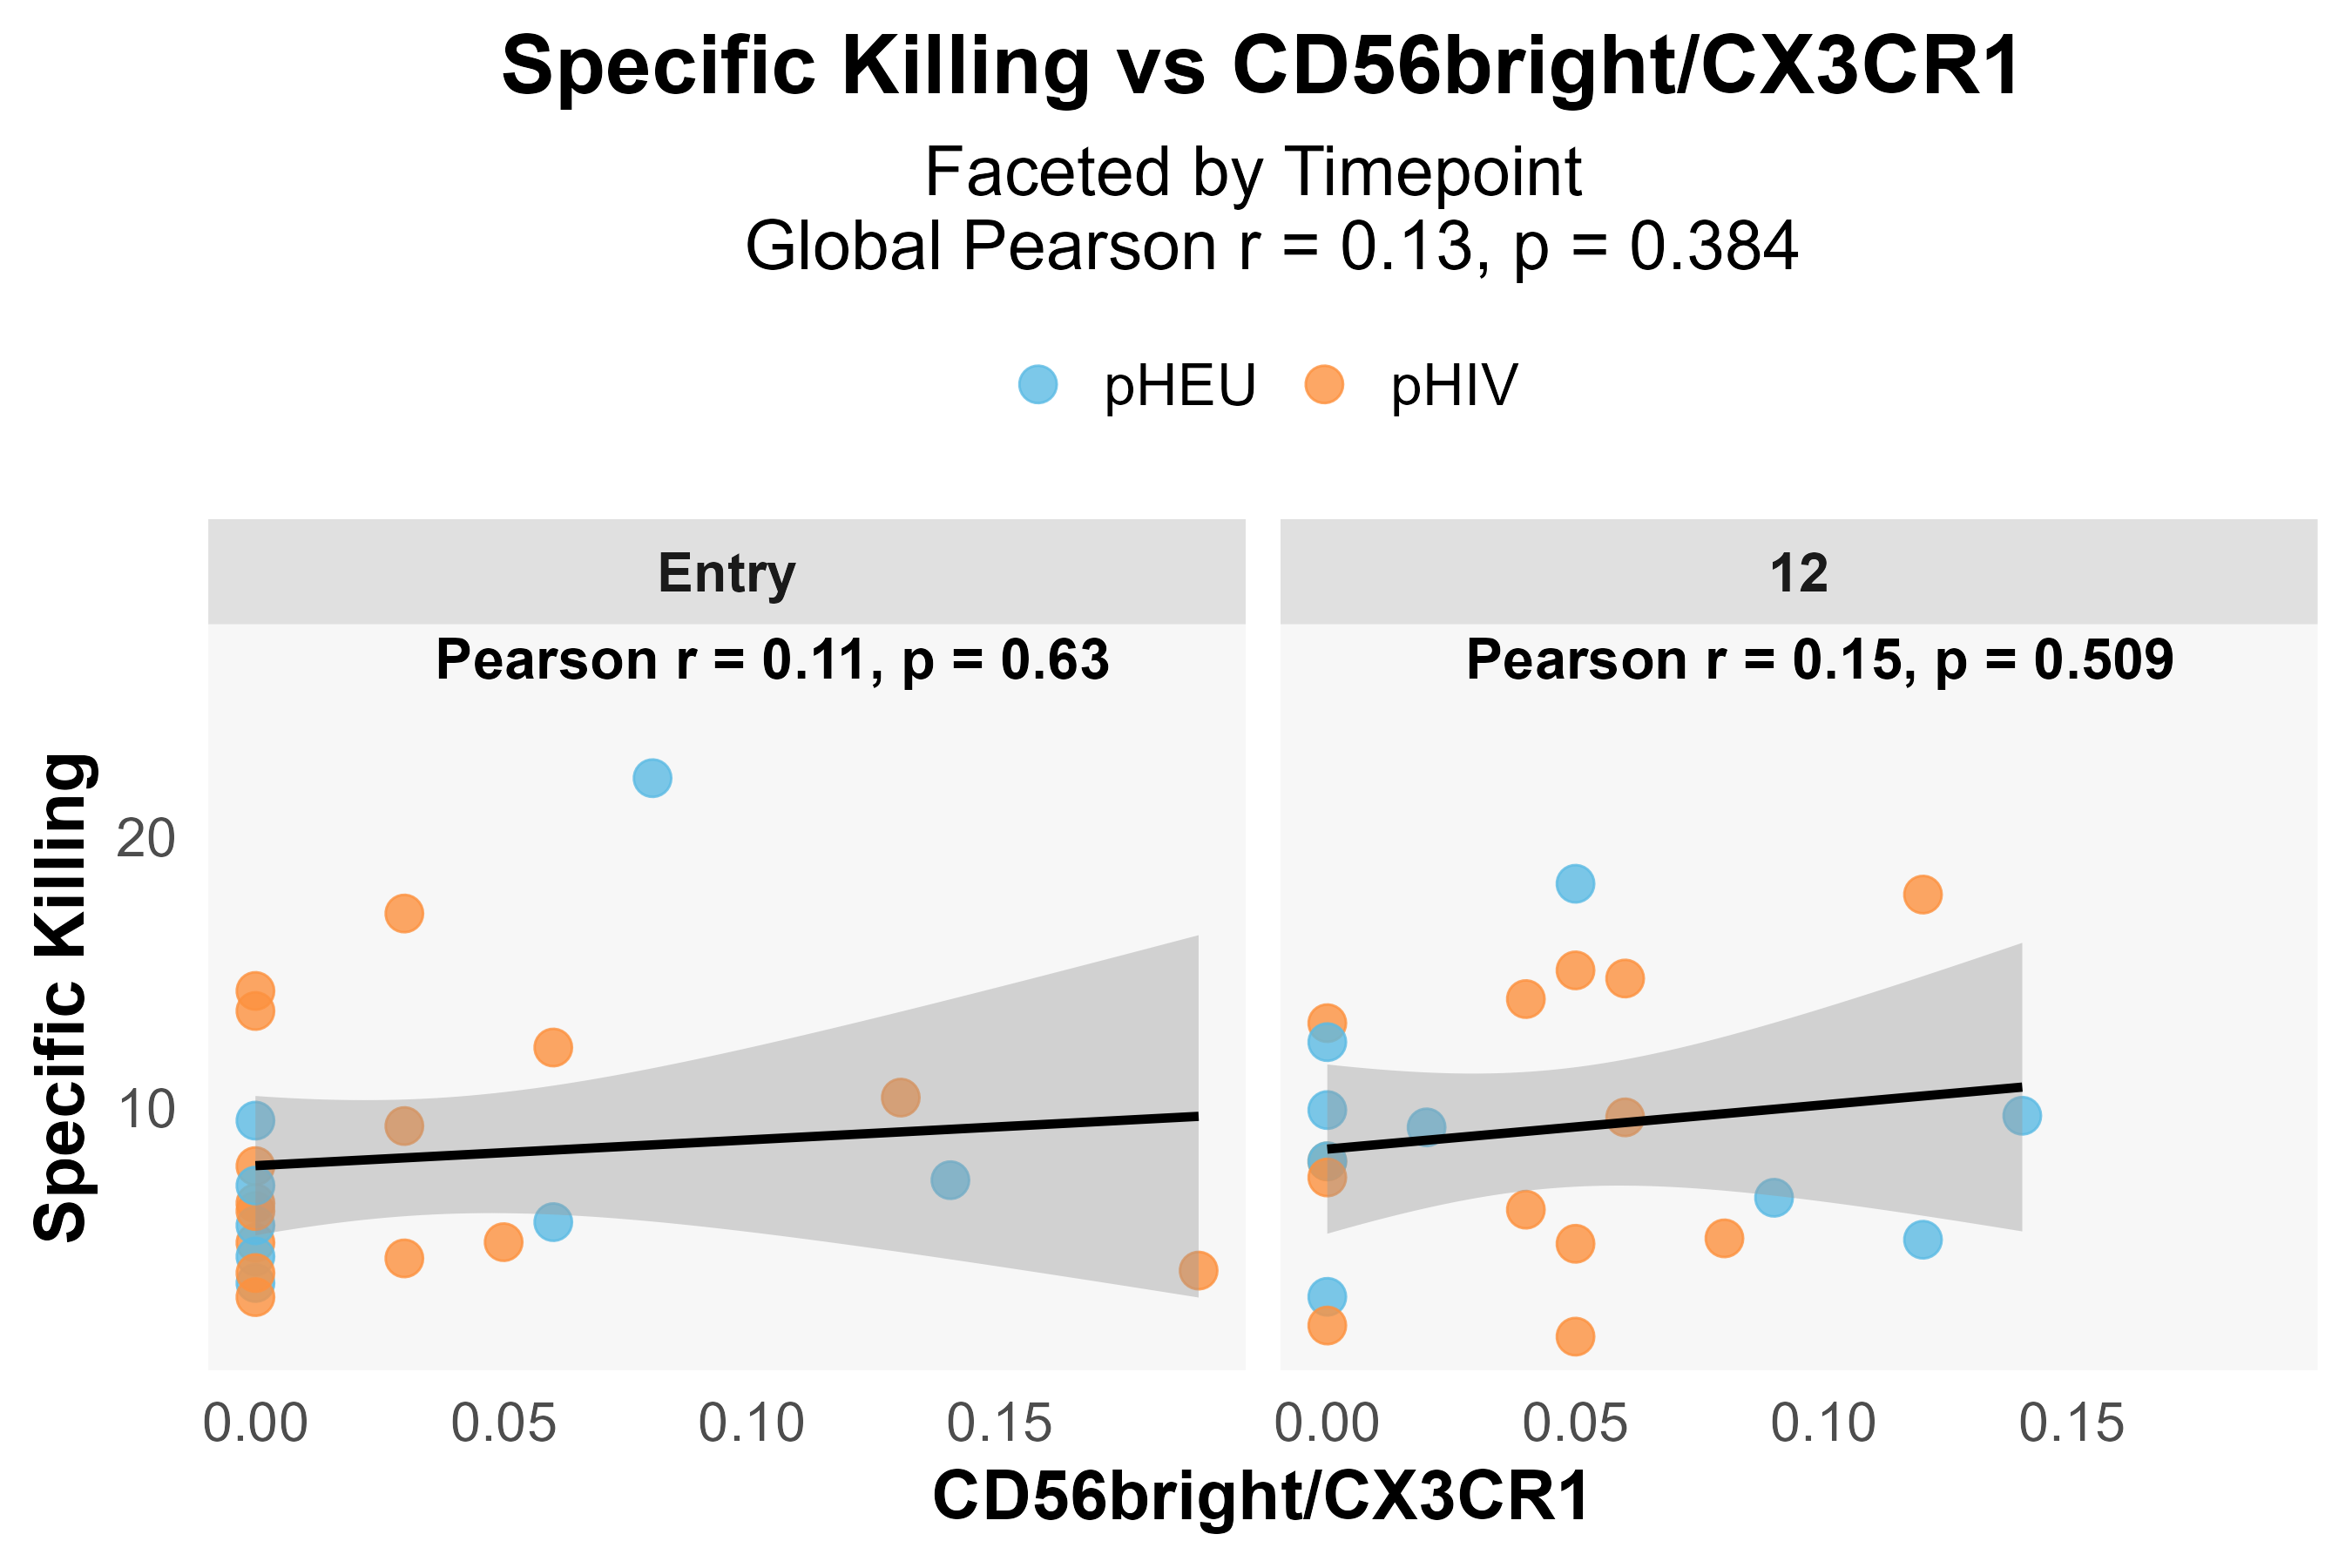 Specific Killing vs CD56bright/CX3CR1
Faceted by Timepoint
Global Pearson r = 0.13, p = 0.384
pHEU
pHIV
Entry
12
Pearson r = 0.11, p = 0.63
Pearson r = 0.15, p = 0.509
Specific Killing
20
10
0.00 0.05 0.10 0.15
0.00 0.05 0.10 0.15
CD56bright/CX3CR1